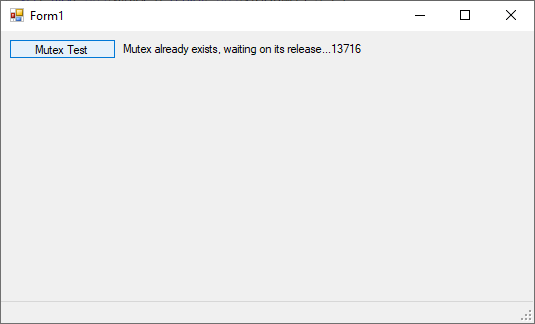 Form1
Mutex Test Mutex already exists, waiting on its release...13716